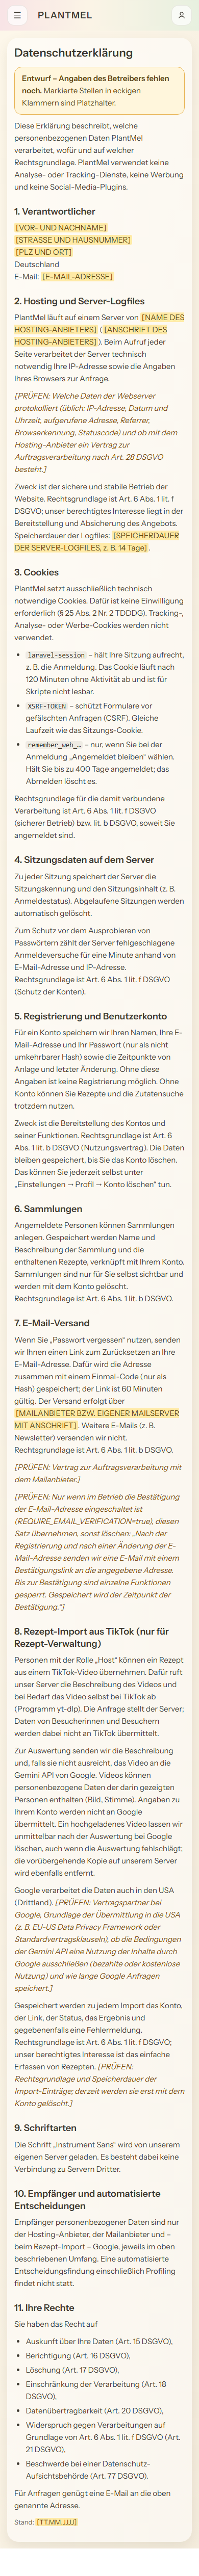 PLANTMEL
Datenschutzerklärung
Entwurf – Angaben des Betreibers fehlen
noch. Markierte Stellen in eckigen
Klammern sind Platzhalter.
Diese Erklärung beschreibt, welche
personenbezogenen Daten PlantMel
verarbeitet, wofür und auf welcher
Rechtsgrundlage. PlantMel verwendet keine
Analyse- oder Tracking-Dienste, keine Werbung
und keine Social-Media-Plugins.
1. Verantwortlicher
[VOR- UND NACHNAME]
[STRASSE UND HAUSNUMMER]
[PLZ UND ORT]
Deutschland
E-Mail: [E-MAIL-ADRESSE]
2. Hosting und Server-Logfiles
PlantMel läuft auf einem Server von [NAME DES
HOSTING-ANBIETERS] ( [ANSCHRIFT DES
HOSTING-ANBIETERS] ). Beim Aufruf jeder
Seite verarbeitet der Server technisch
notwendig Ihre IP-Adresse sowie die Angaben
Ihres Browsers zur Anfrage.
[PRÜFEN: Welche Daten der Webserver
protokolliert (üblich: IP-Adresse, Datum und
Uhrzeit, aufgerufene Adresse, Referrer,
Browserkennung, Statuscode) und ob mit dem
Hosting-Anbieter ein Vertrag zur
Auftragsverarbeitung nach Art. 28 DSGVO
besteht.]
Zweck ist der sichere und stabile Betrieb der
Website. Rechtsgrundlage ist Art. 6 Abs. 1 lit. f
DSGVO; unser berechtigtes Interesse liegt in der
Bereitstellung und Absicherung des Angebots.
Speicherdauer der Logfiles: [SPEICHERDAUER
DER SERVER-LOGFILES, z. B. 14 Tage] .
3. Cookies
PlantMel setzt ausschließlich technisch
notwendige Cookies. Dafür ist keine Einwilligung
erforderlich (§ 25 Abs. 2 Nr. 2 TDDDG). Tracking-,
Analyse- oder Werbe-Cookies werden nicht
verwendet.
• laravel-session – hält Ihre Sitzung aufrecht,
z. B. die Anmeldung. Das Cookie läuft nach
120 Minuten ohne Aktivität ab und ist für
Skripte nicht lesbar.
• XSRF-TOKEN – schützt Formulare vor
gefälschten Anfragen (CSRF). Gleiche
Laufzeit wie das Sitzungs-Cookie.
• remember_web_… – nur, wenn Sie bei der
Anmeldung „Angemeldet bleiben“ wählen.
Hält Sie bis zu 400 Tage angemeldet; das
Abmelden löscht es.
Rechtsgrundlage für die damit verbundene
Verarbeitung ist Art. 6 Abs. 1 lit. f DSGVO
(sicherer Betrieb) bzw. lit. b DSGVO, soweit Sie
angemeldet sind.
4. Sitzungsdaten auf dem Server
Zu jeder Sitzung speichert der Server die
Sitzungskennung und den Sitzungsinhalt (z. B.
Anmeldestatus). Abgelaufene Sitzungen werden
automatisch gelöscht.
Zum Schutz vor dem Ausprobieren von
Passwörtern zählt der Server fehlgeschlagene
Anmeldeversuche für eine Minute anhand von
E-Mail-Adresse und IP-Adresse.
Rechtsgrundlage ist Art. 6 Abs. 1 lit. f DSGVO
(Schutz der Konten).
5. Registrierung und Benutzerkonto
Für ein Konto speichern wir Ihren Namen, Ihre E-
Mail-Adresse und Ihr Passwort (nur als nicht
umkehrbarer Hash) sowie die Zeitpunkte von
Anlage und letzter Änderung. Ohne diese
Angaben ist keine Registrierung möglich. Ohne
Konto können Sie Rezepte und die Zutatensuche
trotzdem nutzen.
Zweck ist die Bereitstellung des Kontos und
seiner Funktionen. Rechtsgrundlage ist Art. 6
Abs. 1 lit. b DSGVO (Nutzungsvertrag). Die Daten
bleiben gespeichert, bis Sie das Konto löschen.
Das können Sie jederzeit selbst unter
„Einstellungen → Profil → Konto löschen“ tun.
6. Sammlungen
Angemeldete Personen können Sammlungen
anlegen. Gespeichert werden Name und
Beschreibung der Sammlung und die
enthaltenen Rezepte, verknüpft mit Ihrem Konto.
Sammlungen sind nur für Sie selbst sichtbar und
werden mit dem Konto gelöscht.
Rechtsgrundlage ist Art. 6 Abs. 1 lit. b DSGVO.
7. E-Mail-Versand
Wenn Sie „Passwort vergessen“ nutzen, senden
wir Ihnen einen Link zum Zurücksetzen an Ihre
E-Mail-Adresse. Dafür wird die Adresse
zusammen mit einem Einmal-Code (nur als
Hash) gespeichert; der Link ist 60 Minuten
gültig. Der Versand erfolgt über
[MAILANBIETER BZW. EIGENER MAILSERVER
MIT ANSCHRIFT] . Weitere E-Mails (z. B.
Newsletter) versenden wir nicht.
Rechtsgrundlage ist Art. 6 Abs. 1 lit. b DSGVO.
[PRÜFEN: Vertrag zur Auftragsverarbeitung mit
dem Mailanbieter.]
[PRÜFEN: Nur wenn im Betrieb die Bestätigung
der E-Mail-Adresse eingeschaltet ist
(REQUIRE_EMAIL_VERIFICATION=true), diesen
Satz übernehmen, sonst löschen: „Nach der
Registrierung und nach einer Änderung der E-
Mail-Adresse senden wir eine E-Mail mit einem
Bestätigungslink an die angegebene Adresse.
Bis zur Bestätigung sind einzelne Funktionen
gesperrt. Gespeichert wird der Zeitpunkt der
Bestätigung.“]
8. Rezept-Import aus TikTok (nur für
Rezept-Verwaltung)
Personen mit der Rolle „Host“ können ein Rezept
aus einem TikTok-Video übernehmen. Dafür ruft
unser Server die Beschreibung des Videos und
bei Bedarf das Video selbst bei TikTok ab
(Programm yt-dlp). Die Anfrage stellt der Server;
Daten von Besucherinnen und Besuchern
werden dabei nicht an TikTok übermittelt.
Zur Auswertung senden wir die Beschreibung
und, falls sie nicht ausreicht, das Video an die
Gemini API von Google. Videos können
personenbezogene Daten der darin gezeigten
Personen enthalten (Bild, Stimme). Angaben zu
Ihrem Konto werden nicht an Google
übermittelt. Ein hochgeladenes Video lassen wir
unmittelbar nach der Auswertung bei Google
löschen, auch wenn die Auswertung fehlschlägt;
die vorübergehende Kopie auf unserem Server
wird ebenfalls entfernt.
Google verarbeitet die Daten auch in den USA
(Drittland). [PRÜFEN: Vertragspartner bei
Google, Grundlage der Übermittlung in die USA
(z. B. EU-US Data Privacy Framework oder
Standardvertragsklauseln), ob die Bedingungen
der Gemini API eine Nutzung der Inhalte durch
Google ausschließen (bezahlte oder kostenlose
Nutzung) und wie lange Google Anfragen
speichert.]
Gespeichert werden zu jedem Import das Konto,
der Link, der Status, das Ergebnis und
gegebenenfalls eine Fehlermeldung.
Rechtsgrundlage ist Art. 6 Abs. 1 lit. f DSGVO;
unser berechtigtes Interesse ist das einfache
Erfassen von Rezepten. [PRÜFEN:
Rechtsgrundlage und Speicherdauer der
Import-Einträge; derzeit werden sie erst mit dem
Konto gelöscht.]
9. Schriftarten
Die Schrift „Instrument Sans“ wird von unserem
eigenen Server geladen. Es besteht dabei keine
Verbindung zu Servern Dritter.
10. Empfänger und automatisierte
Entscheidungen
Empfänger personenbezogener Daten sind nur
der Hosting-Anbieter, der Mailanbieter und –
beim Rezept-Import – Google, jeweils im oben
beschriebenen Umfang. Eine automatisierte
Entscheidungsfindung einschließlich Profiling
findet nicht statt.
11. Ihre Rechte
Sie haben das Recht auf
• Auskunft über Ihre Daten (Art. 15 DSGVO),
• Berichtigung (Art. 16 DSGVO),
• Löschung (Art. 17 DSGVO),
• Einschränkung der Verarbeitung (Art. 18
DSGVO),
• Datenübertragbarkeit (Art. 20 DSGVO),
• Widerspruch gegen Verarbeitungen auf
Grundlage von Art. 6 Abs. 1 lit. f DSGVO (Art.
21 DSGVO),
• Beschwerde bei einer Datenschutz-
Aufsichtsbehörde (Art. 77 DSGVO).
Für Anfragen genügt eine E-Mail an die oben
genannte Adresse.
Stand: [TT.MM.JJJJ]